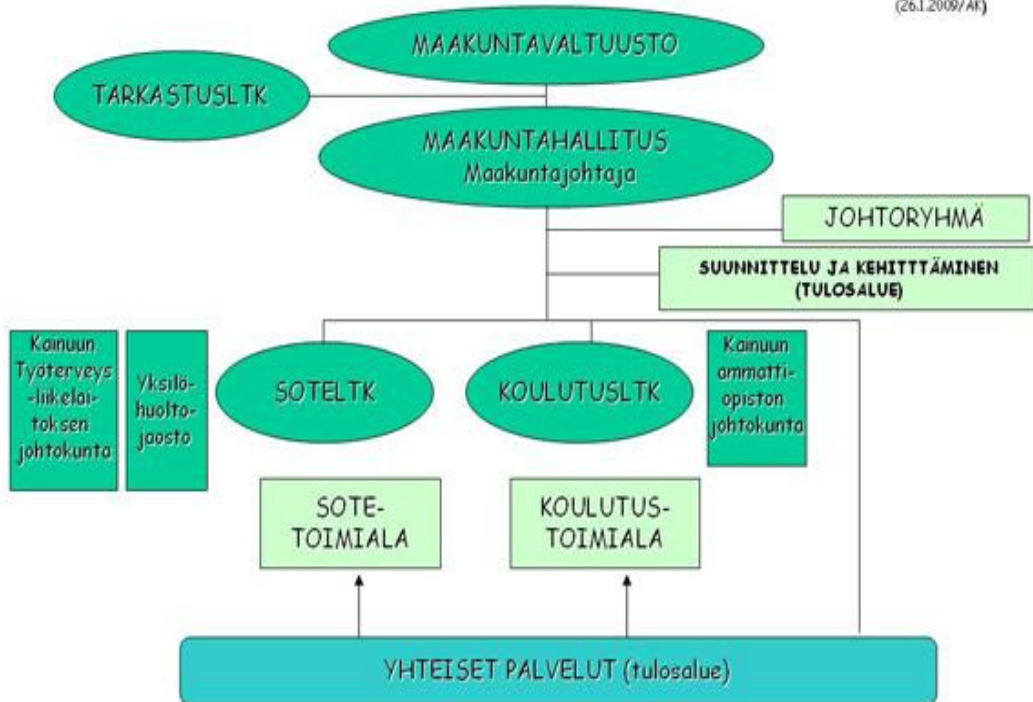 (26.1.2009/AK)
MAAKUNTAVALTUUSTO
TARKASTUSLTK
MAAKUNTAHALLITUS
Maakuntajohtaja
JOHTORYHMÄ
SUUNNITTELU JA KEHITTTÄMINEN
(TULOSALUE)
Kainuun
Työterveys
-liikelai-
toksen
johtokunta
Yksilö-
huolto-
jaosto
SOTELTK
KOULUTUSLTK
Kainuun
ammatti-
opiston
johtokunta
SOTE-
TOIMIALA
KOULUTUS-
TOIMIALA
YHTEISET PALVELUT (tulosalue)